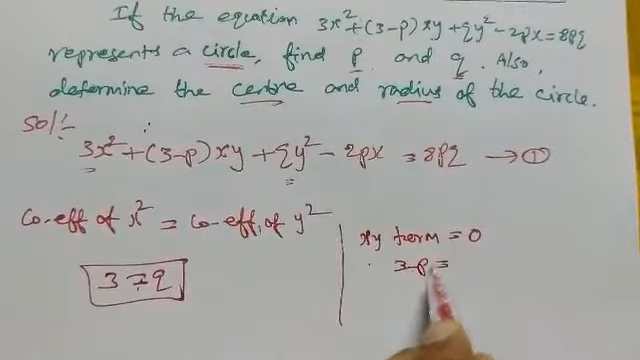 If the equation 3x²+(3-p)xy+qy²-2px=8pq
represents a circle, find p and q. Also,
determine the centre and radius of the circle.
Sol:-
3x²+(3-p)xy+qy²-2px=8pq →①
Co-eff of x² = Co-eff, of y²
3=q
xy term = 0
3-p=